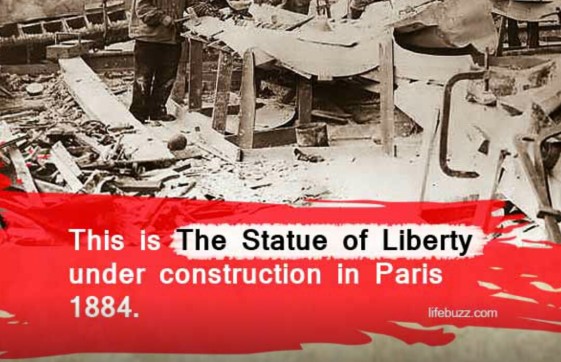 This is The Statue of Liberty
under construction in Paris
1884.
lifebuzz.com